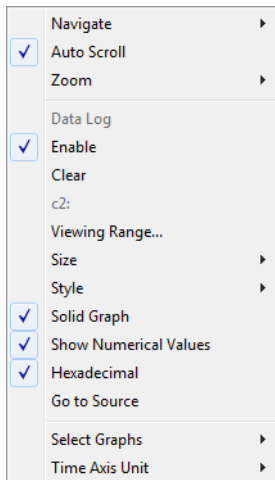 Navigate
Auto Scroll
Zoom
Data Log
Enable
Clear
c2:
Viewing Range...
Size
Style
Solid Graph
Show Numerical Values
Hexadecimal
Go to Source
Select Graphs
Time Axis Unit